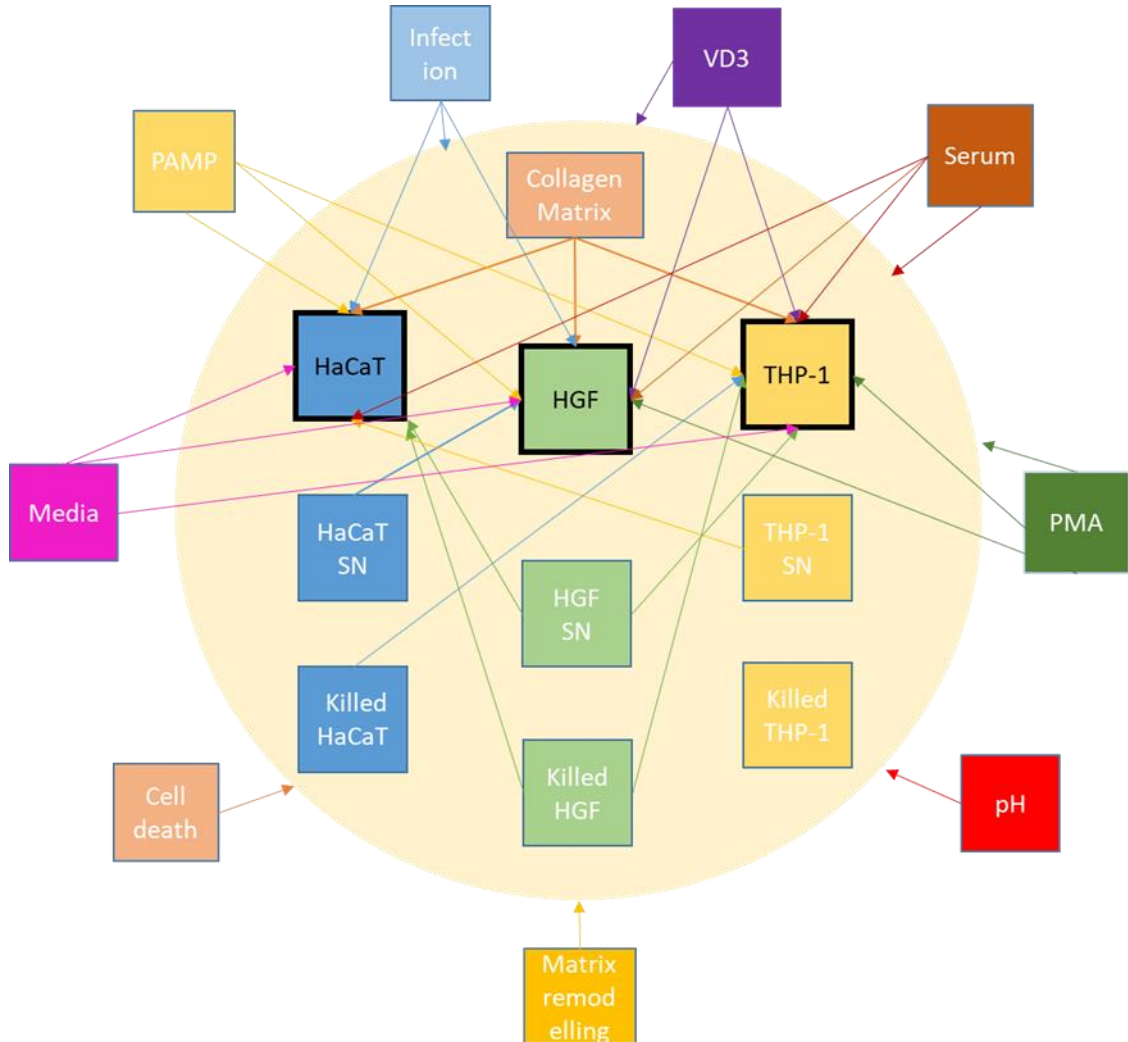 Infect
ion
VD3
PAMP
Serum
Collagen
Matrix
HaCaT
HGF
THP-1
Media
HaCaT
SN
THP-1
SN
PMA
HGF
SN
Killed
HaCaT
Killed
THP-1
Killed
HGF
Cell
death
pH
Matrix
remod
elling